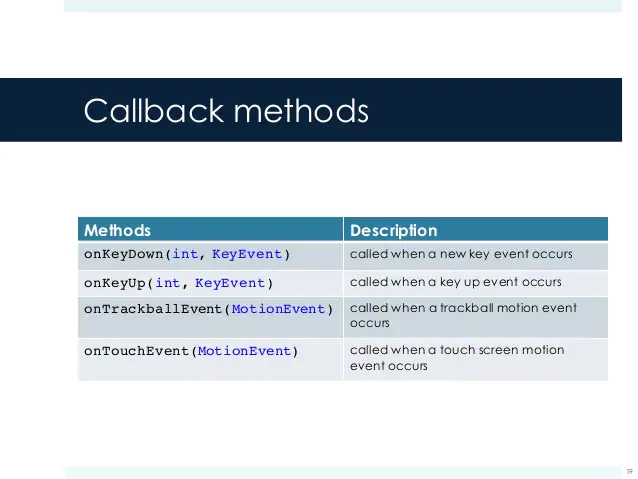 Callback methods
Methods
Description
onKeyDown(int, KeyEvent)
called when a new key event occurs
onKeyUp(int, KeyEvent)
called when a key up event occurs
onTrackballEvent(MotionEvent)
called when a trackball motion event
occurs
onTouchEvent(MotionEvent)
called when a touch screen motion
event occurs
19